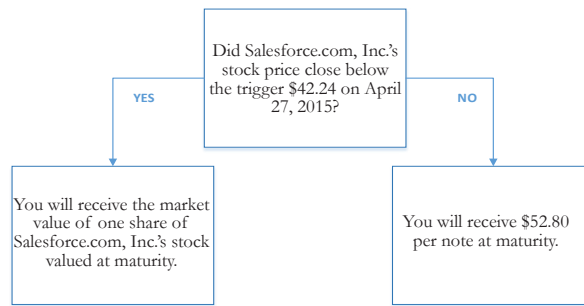 Did Salesforce.com, Inc.'s
stock price close below
the trigger $42.24 on April
27, 2015?
YES
NO
You will receive the market
value of one share of
Salesforce.com, Inc.'s stock
valued at maturity.
You will receive $52.80
per note at maturity.